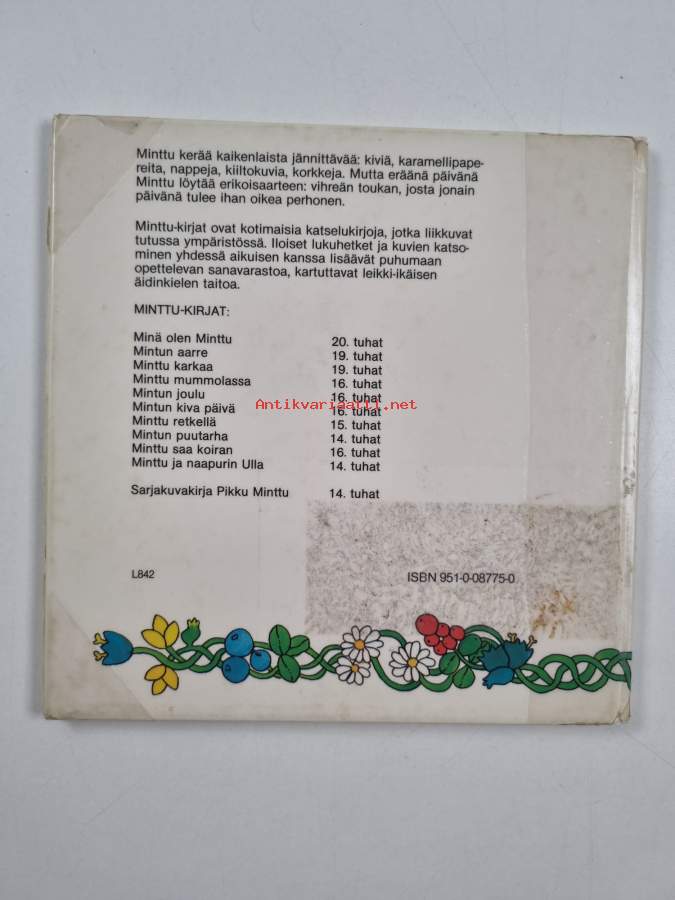 Minttu kerää kaikenlaista jännittävää: kiviä, karamellipape-
reita, nappeja, kiiltokuvia, korkkeja. Mutta eräänä päivänä
Minttu löytää erikoisaarteen: vihreän toukan, josta jonain
päivänä tulee ihan oikea perhonen.
Minttu-kirjat ovat kotimaisia katselukirjoja, jotka liikkuvat
tutussa ympäristössä. Iloiset lukuhetket ja kuvien katso-
minen yhdessä aikuisen kanssa lisäävät puhumaan
opettelevan sanavarastoa, kartuttavat leikki-ikäisen
äidinkielen taitoa.
MINTTU-KIRJAT:
Minä olen Minttu 20. tuhat
Mintun aarre 19. tuhat
Minttu karkaa 19. tuhat
Minttu mummolassa 16. tuhat
Mintun joulu 16. tuhat
Antikvariaatti.net
Mintun kiva päivä 16. tuhat
Minttu retkellä 15. tuhat
Mintun puutarha 14. tuhat
Minttu saa koiran 16. tuhat
Minttu ja naapurin Ulla 14. tuhat
Sarjakuvakirja Pikku Minttu 14. tuhat
L842 ISBN 951-0-08775-0